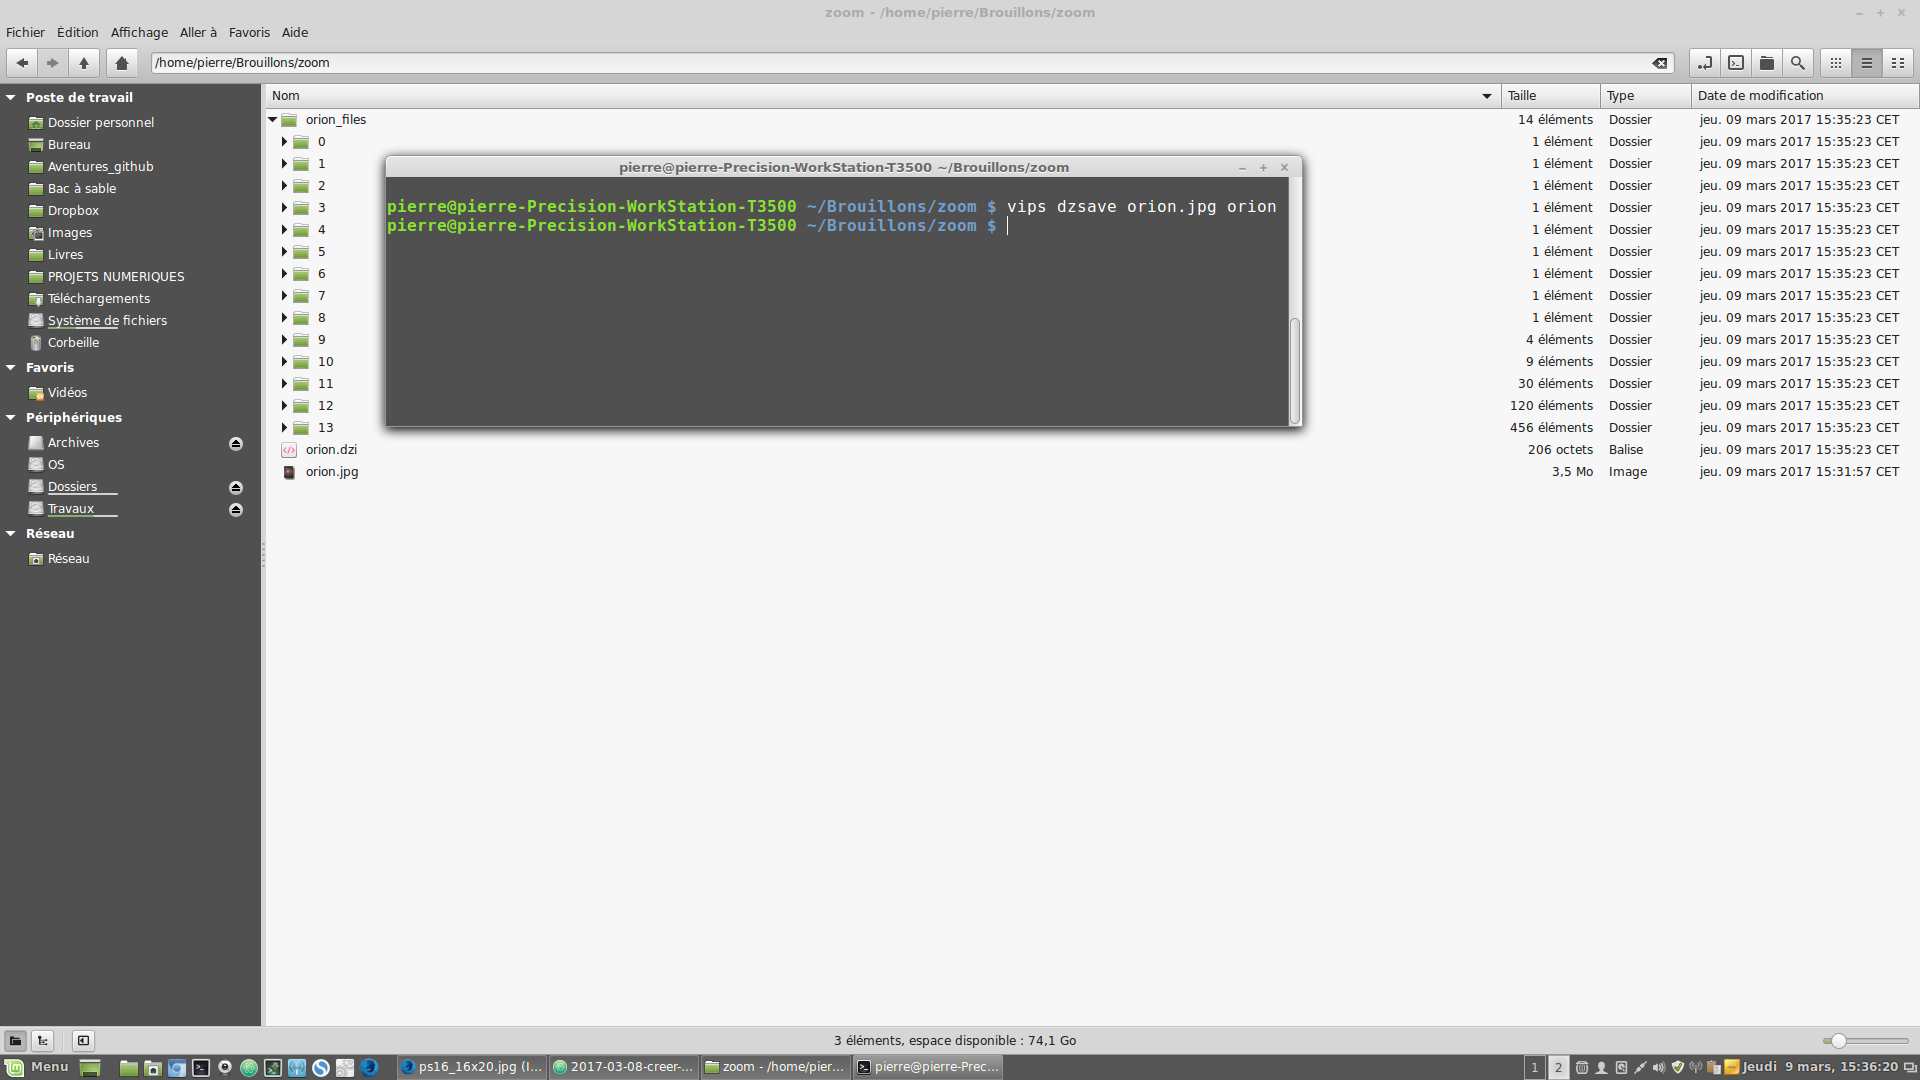 zoom - /home/pierre/Brouillons/zoom
Fichier Édition Affichage Aller à Favoris Aide
/home/pierre/Brouillons/zoom
Nom Taille Type Date de modification
Poste de travail
Dossier personnel
Bureau
Aventures_github
Bac à sable
Dropbox
Images
Livres
PROJETS NUMERIQUES
Téléchargements
Système de fichiers
Corbeille
Favoris
Vidéos
Périphériques
Archives
OS
Dossiers
Travaux
Réseau
Réseau
orion_files 14 éléments Dossier jeu. 09 mars 2017 15:35:23 CET
0 1 élément Dossier jeu. 09 mars 2017 15:35:23 CET
1 1 élément Dossier jeu. 09 mars 2017 15:35:23 CET
2 1 élément Dossier jeu. 09 mars 2017 15:35:23 CET
3 1 élément Dossier jeu. 09 mars 2017 15:35:23 CET
4 1 élément Dossier jeu. 09 mars 2017 15:35:23 CET
5 1 élément Dossier jeu. 09 mars 2017 15:35:23 CET
6 1 élément Dossier jeu. 09 mars 2017 15:35:23 CET
7 1 élément Dossier jeu. 09 mars 2017 15:35:23 CET
8 1 élément Dossier jeu. 09 mars 2017 15:35:23 CET
9 4 éléments Dossier jeu. 09 mars 2017 15:35:23 CET
10 9 éléments Dossier jeu. 09 mars 2017 15:35:23 CET
11 30 éléments Dossier jeu. 09 mars 2017 15:35:23 CET
12 120 éléments Dossier jeu. 09 mars 2017 15:35:23 CET
13 456 éléments Dossier jeu. 09 mars 2017 15:35:23 CET
orion.dzi 206 octets Balise jeu. 09 mars 2017 15:35:23 CET
orion.jpg 3,5 Mo Image jeu. 09 mars 2017 15:31:57 CET
pierre@pierre-Precision-WorkStation-T3500 ~/Brouillons/zoom
pierre@pierre-Precision-WorkStation-T3500 ~/Brouillons/zoom $ vips dzsave orion.jpg orion
pierre@pierre-Precision-WorkStation-T3500 ~/Brouillons/zoom $
3 éléments, espace disponible : 74,1 Go
Menu ps16_16x20.jpg (I... 2017-03-08-creer-... zoom - /home/pier... pierre@pierre-Prec... 1 2 Jeudi 9 mars, 15:36:20